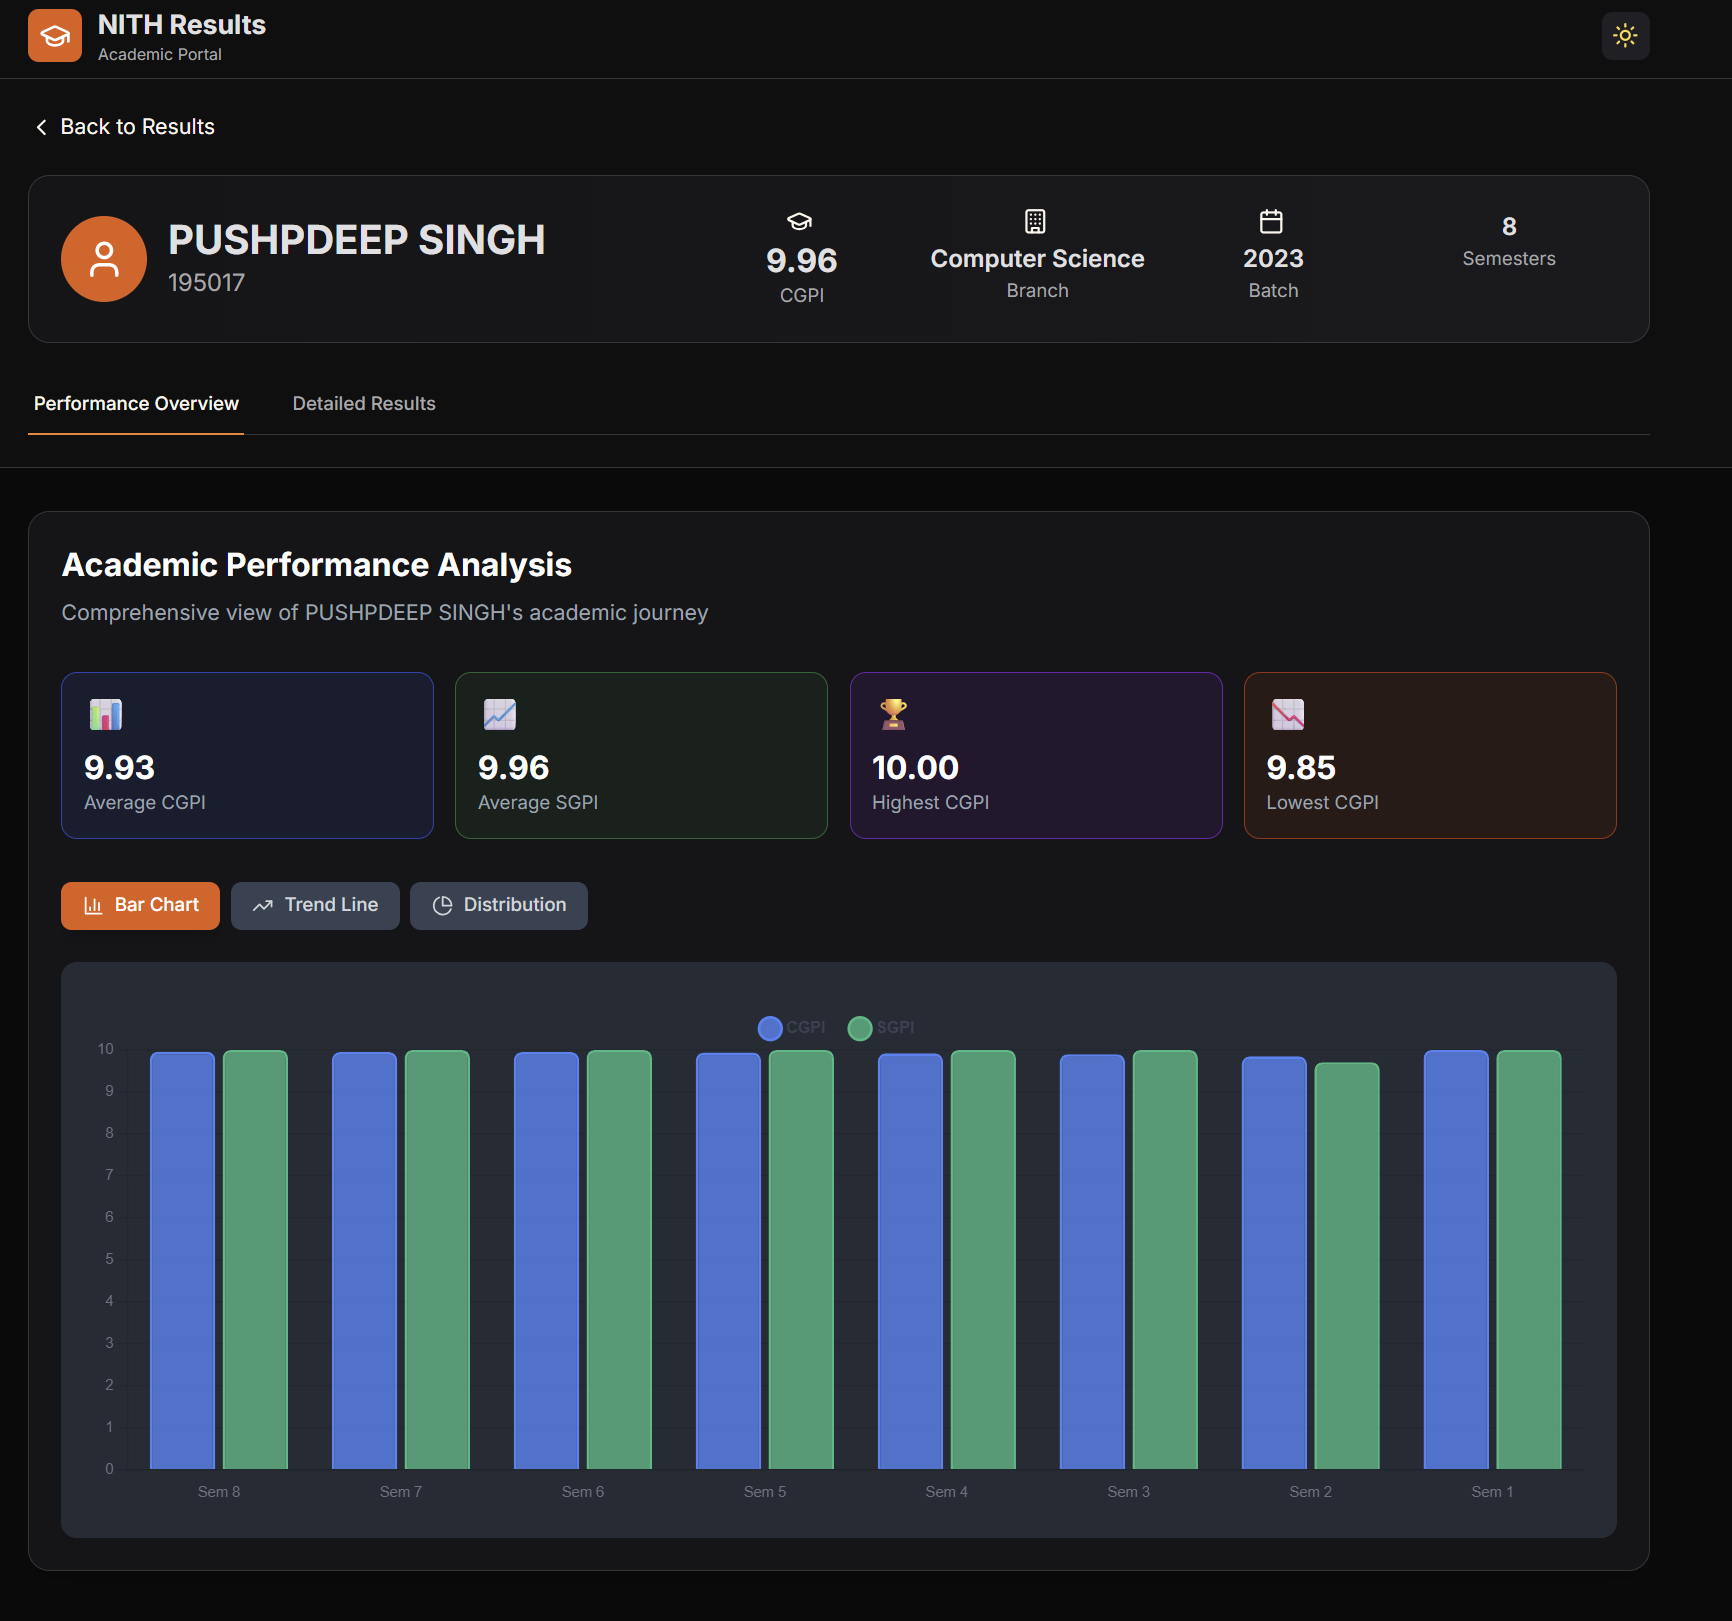 NITH Results
Academic Portal
Back to Results
PUSHPDEEP SINGH
195017
9.96
CGPI
Computer Science
Branch
2023
Batch
8
Semesters
Performance Overview
Detailed Results
Academic Performance Analysis
Comprehensive view of PUSHPDEEP SINGH's academic journey
9.93
Average CGPI
9.96
Average SGPI
10.00
Highest CGPI
9.85
Lowest CGPI
Bar Chart
Trend Line
Distribution
CGPI
SGPI
10
9
8
7
6
5
4
3
2
1
0
Sem 8
Sem 7
Sem 6
Sem 5
Sem 4
Sem 3
Sem 2
Sem 1